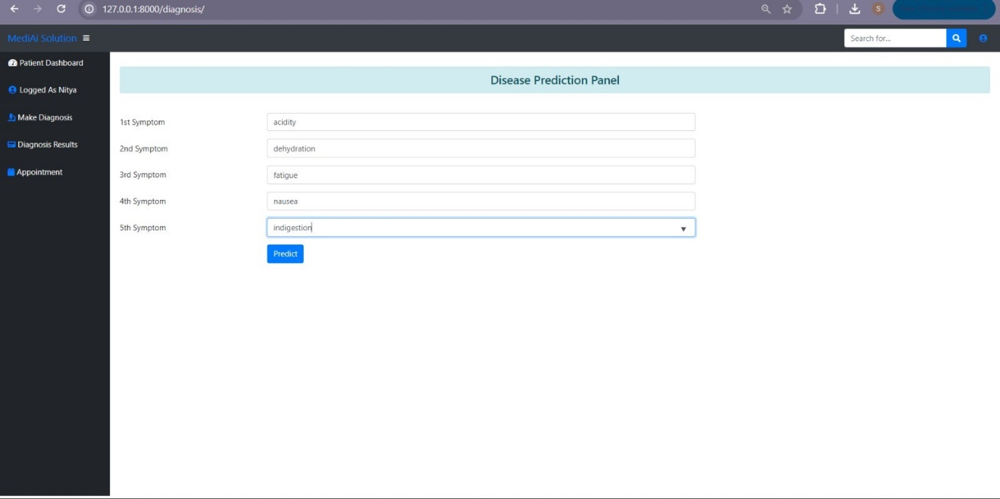 127.0.0.1:8000/diagnosis/
S
MediAi Solution
Search for...
Patient Dashboard
Logged As Nitya
Make Diagnosis
Diagnosis Results
Appointment
Disease Prediction Panel
1st Symptom acidity
2nd Symptom dehydration
3rd Symptom fatigue
4th Symptom nausea
5th Symptom indigestion
Predict